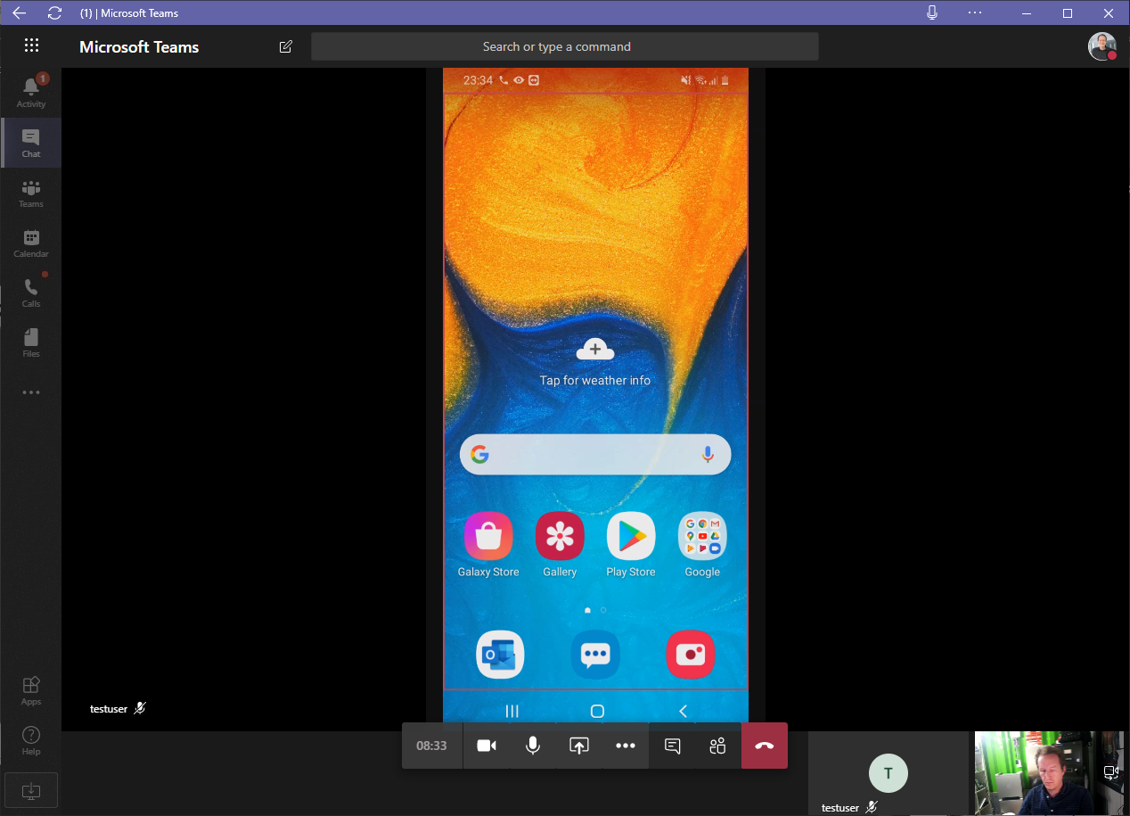 (1) | Microsoft Teams
Microsoft Teams
Search or type a command
1
Activity
Chat
Teams
Calendar
Calls
Files
Apps
Help
23:34
Tap for weather info
G
Galaxy Store
Gallery
Play Store
Google
O
testuser
08:33
T
testuser